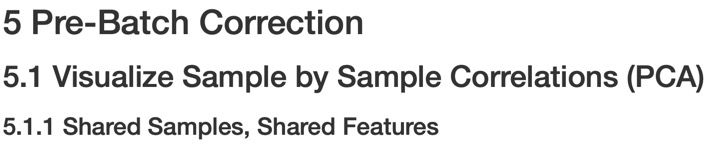 5 Pre-Batch Correction
5.1 Visualize Sample by Sample Correlations (PCA)
5.1.1 Shared Samples, Shared Features